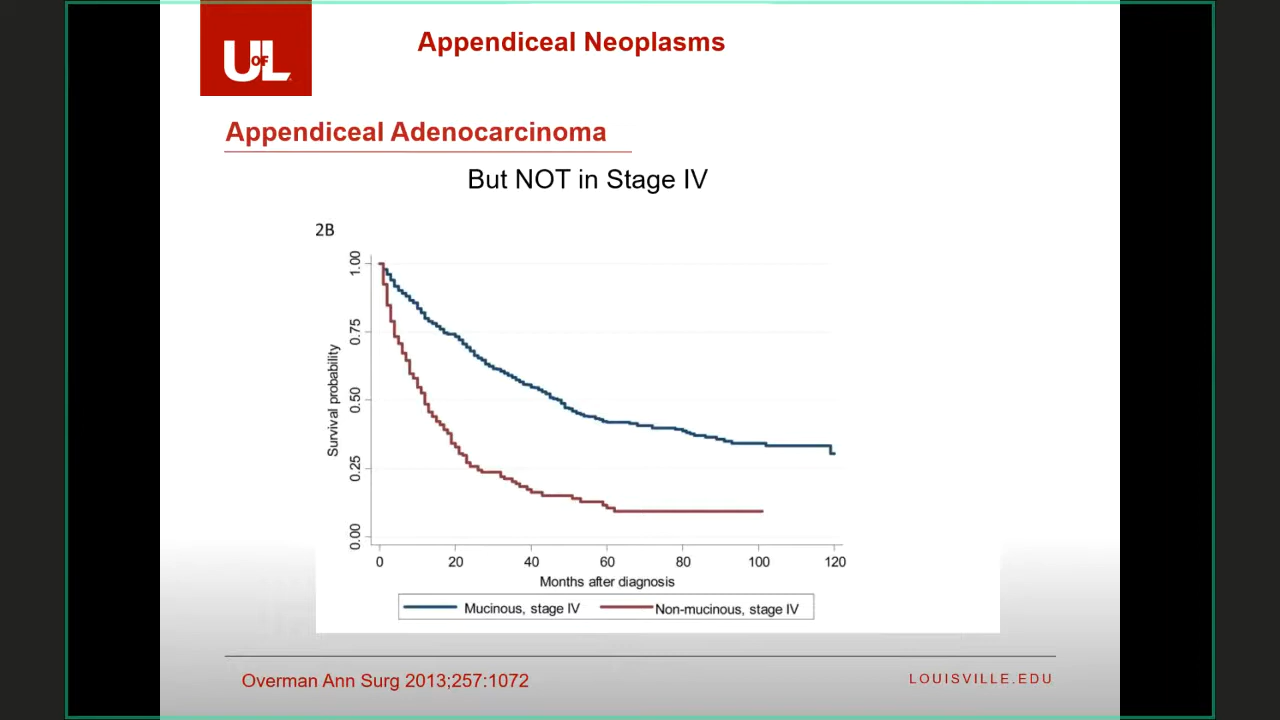 UofL
Appendiceal Neoplasms
Appendiceal Adenocarcinoma
But NOT in Stage IV
2B
Survival probability
1.00
0.75
0.50
0.25
0.00
0 20 40 60 80 100 120
Months after diagnosis
Mucinous, stage IV Non-mucinous, stage IV
Overman Ann Surg 2013;257:1072
LOUISVILLE.EDU